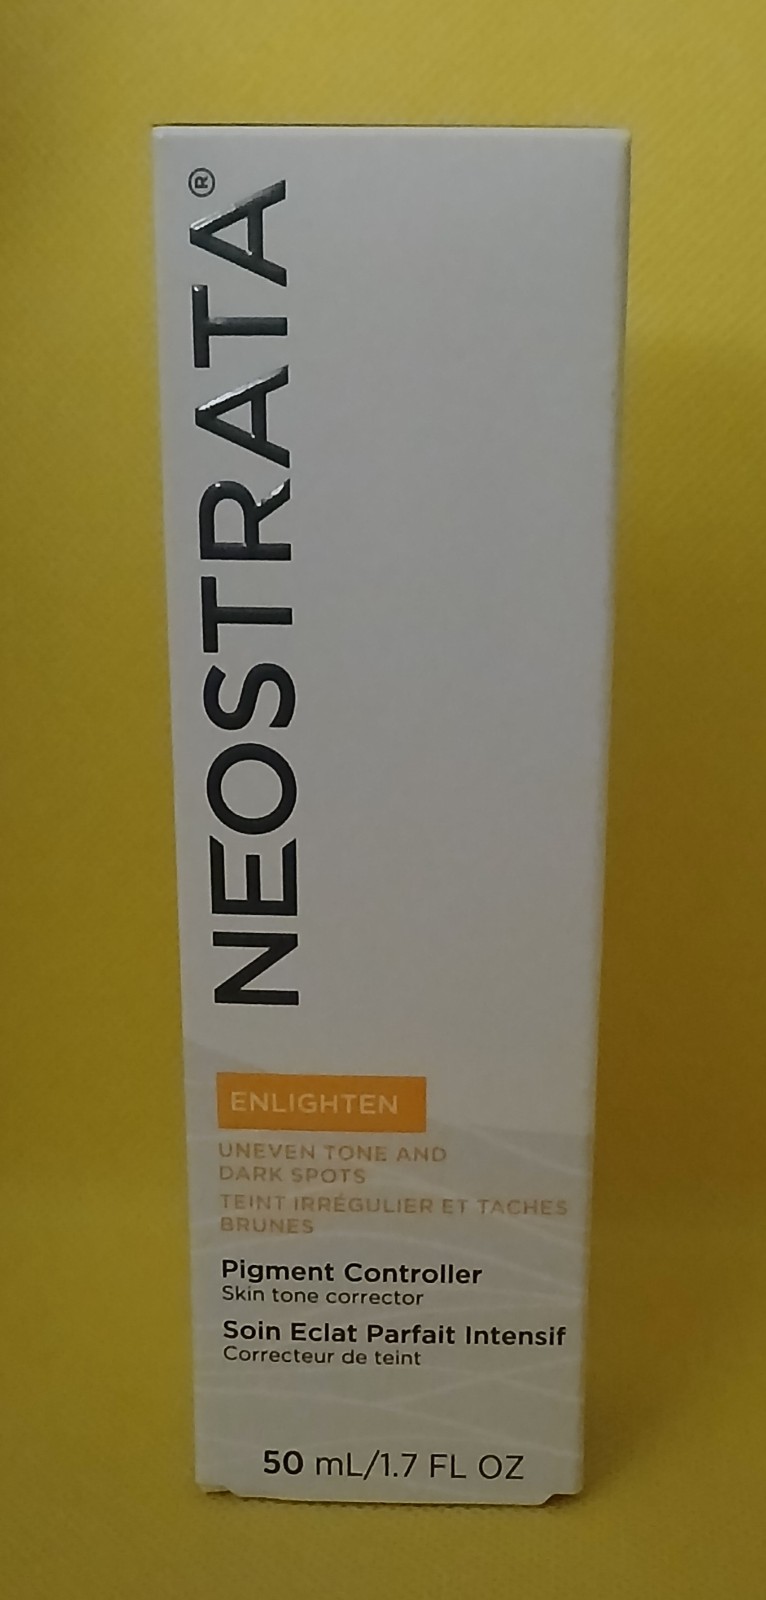 NEOSTRATA®
ENLIGHTEN
UNEVEN TONE AND
DARK SPOTS
TEINT IRRÉGULIER ET TACHES
BRUNES
Pigment Controller
Skin tone corrector
Soin Eclat Parfait Intensif
Correcteur de teint
50 mL/1.7 FL OZ